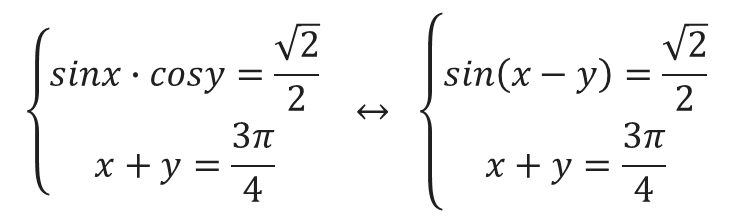 { sinx · cosy = √2/2 ↔ { sin(x − y) = √2/2
x + y = 3π/4 x + y = 3π/4